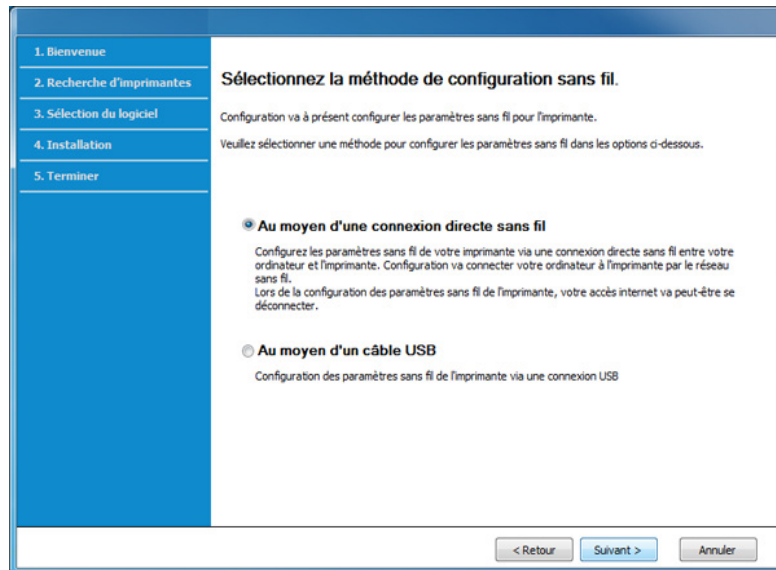 1. Bienvenue
2. Recherche d'imprimantes
3. Sélection du logiciel
4. Installation
5. Terminer
Sélectionnez la méthode de configuration sans fil.
Configuration va à présent configurer les paramètres sans fil pour l'imprimante.
Veuillez sélectionner une méthode pour configurer les paramètres sans fil dans les options ci-dessous.
Au moyen d'une connexion directe sans fil
Configurez les paramètres sans fil de votre imprimante via une connexion directe sans fil entre votre
ordinateur et l'imprimante. Configuration va connecter votre ordinateur à l'imprimante par le réseau
sans fil.
Lors de la configuration des paramètres sans fil de l'imprimante, votre accès internet va peut-être se
déconnecter.
Au moyen d'un câble USB
Configuration des paramètres sans fil de l'imprimante via une connexion USB
< Retour
Suivant >
Annuler